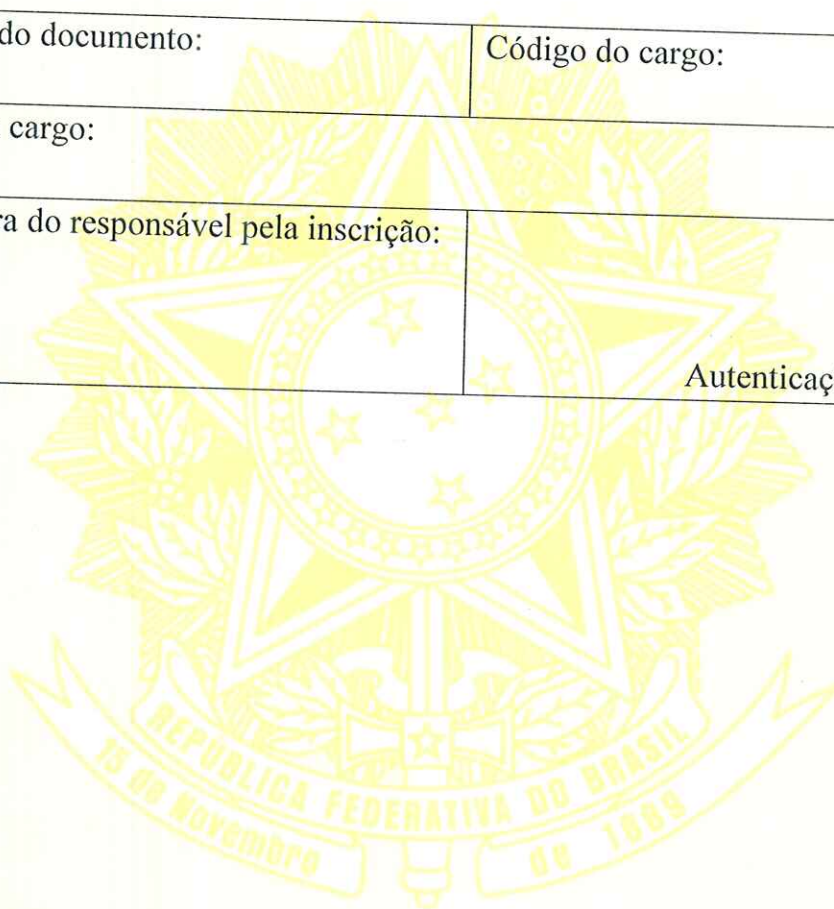 do documento:
Código do cargo:
cargo:
ra do responsável pela inscrição:
Autenticaç
REPÚBLICA FEDERATIVA DO BRASIL
15 de Novembro de 1889